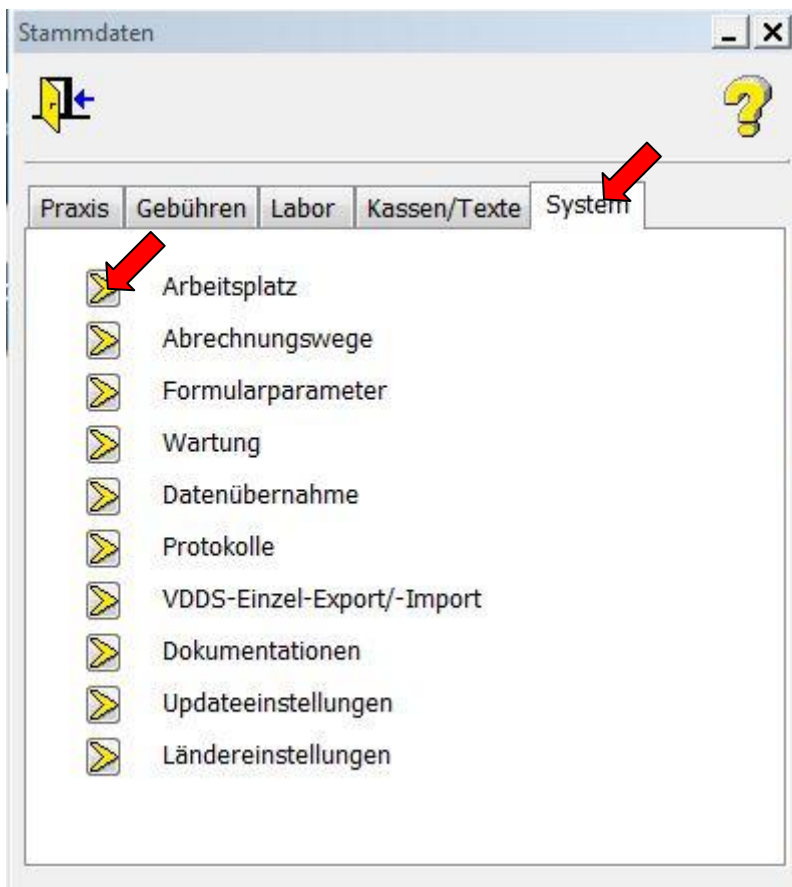 Stammdaten
Praxis Gebühren Labor Kassen/Texte System
Arbeitsplatz
Abrechnungswege
Formularparameter
Wartung
Datenübernahme
Protokolle
VDDS-Einzel-Export/-Import
Dokumentationen
Updateeinstellungen
Ländereinstellungen